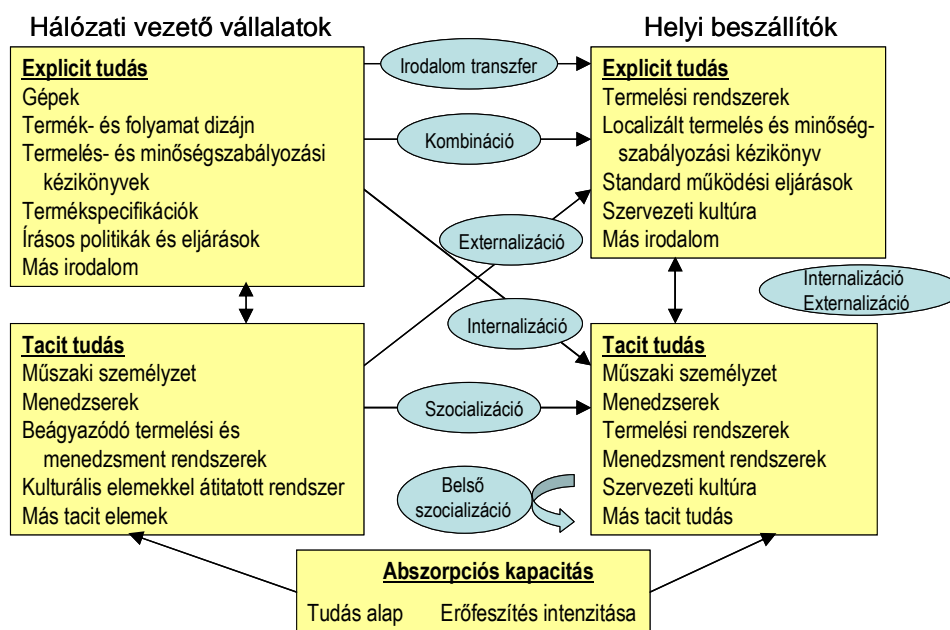 Hálózati vezető vállalatok
Helyi beszállítók
Explicit tudás
Gépek
Termék- és folyamat dizájn
Termelés- és minőségszabályozási
kézikönyvek
Termékspecifikációk
Írásos politikák és eljárások
Más irodalom
Irodalom transzfer
Kombináció
Externalizáció
Internalizáció
Szocializáció
Belső
szocializáció
Explicit tudás
Termelési rendszerek
Localizált termelés és minőség-
szabályozási kézikönyv
Standard működési eljárások
Szervezeti kultúra
Más irodalom
Internalizáció
Externalizáció
Tacit tudás
Műszaki személyzet
Menedzserek
Beágyazódó termelési és
menedzsment rendszerek
Kulturális elemekkel átitatott rendszer
Más tacit elemek
Tacit tudás
Műszaki személyzet
Menedzserek
Termelési rendszerek
Menedzsment rendszerek
Szervezeti kultúra
Más tacit tudás
Abszorpciós kapacitás
Tudás alap Erőfeszítés intenzitása